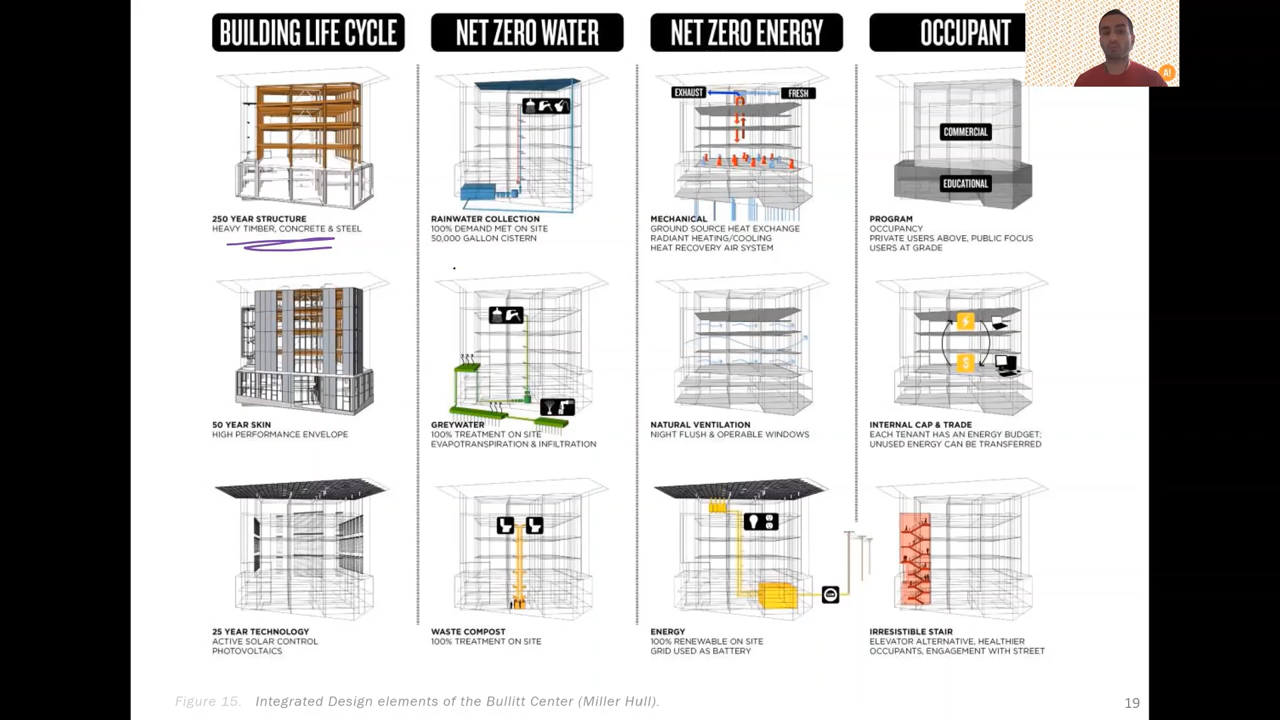 BUILDING LIFE CYCLE
NET ZERO WATER
NET ZERO ENERGY
OCCUPANT
A!
EXHAUST
FRESH
COMMERCIAL
EDUCATIONAL
250 YEAR STRUCTURE
HEAVY TIMBER, CONCRETE & STEEL
RAINWATER COLLECTION
100% DEMAND MET ON SITE
50,000 GALLON CISTERN
MECHANICAL
GROUND SOURCE HEAT EXCHANGE
RADIANT HEATING/COOLING
HEAT RECOVERY AIR SYSTEM
PROGRAM
OCCUPANCY
PRIVATE USERS ABOVE, PUBLIC FOCUS
USERS AT GRADE
50 YEAR SKIN
HIGH PERFORMANCE ENVELOPE
GREYWATER
100% TREATMENT ON SITE
EVAPOTRANSPIRATION & INFILTRATION
NATURAL VENTILATION
NIGHT FLUSH & OPERABLE WINDOWS
$
INTERNAL CAP & TRADE
EACH TENANT HAS AN ENERGY BUDGET;
UNUSED ENERGY CAN BE TRANSFERRED
25 YEAR TECHNOLOGY
ACTIVE SOLAR CONTROL
PHOTOVOLTAICS
WASTE COMPOST
100% TREATMENT ON SITE
ENERGY
100% RENEWABLE ON SITE
GRID USED AS BATTERY
IRRESISTIBLE STAIR
ELEVATOR ALTERNATIVE, HEALTHIER
OCCUPANTS, ENGAGEMENT WITH STREET
Figure 15. Integrated Design elements of the Bullitt Center (Miller Hull).
19